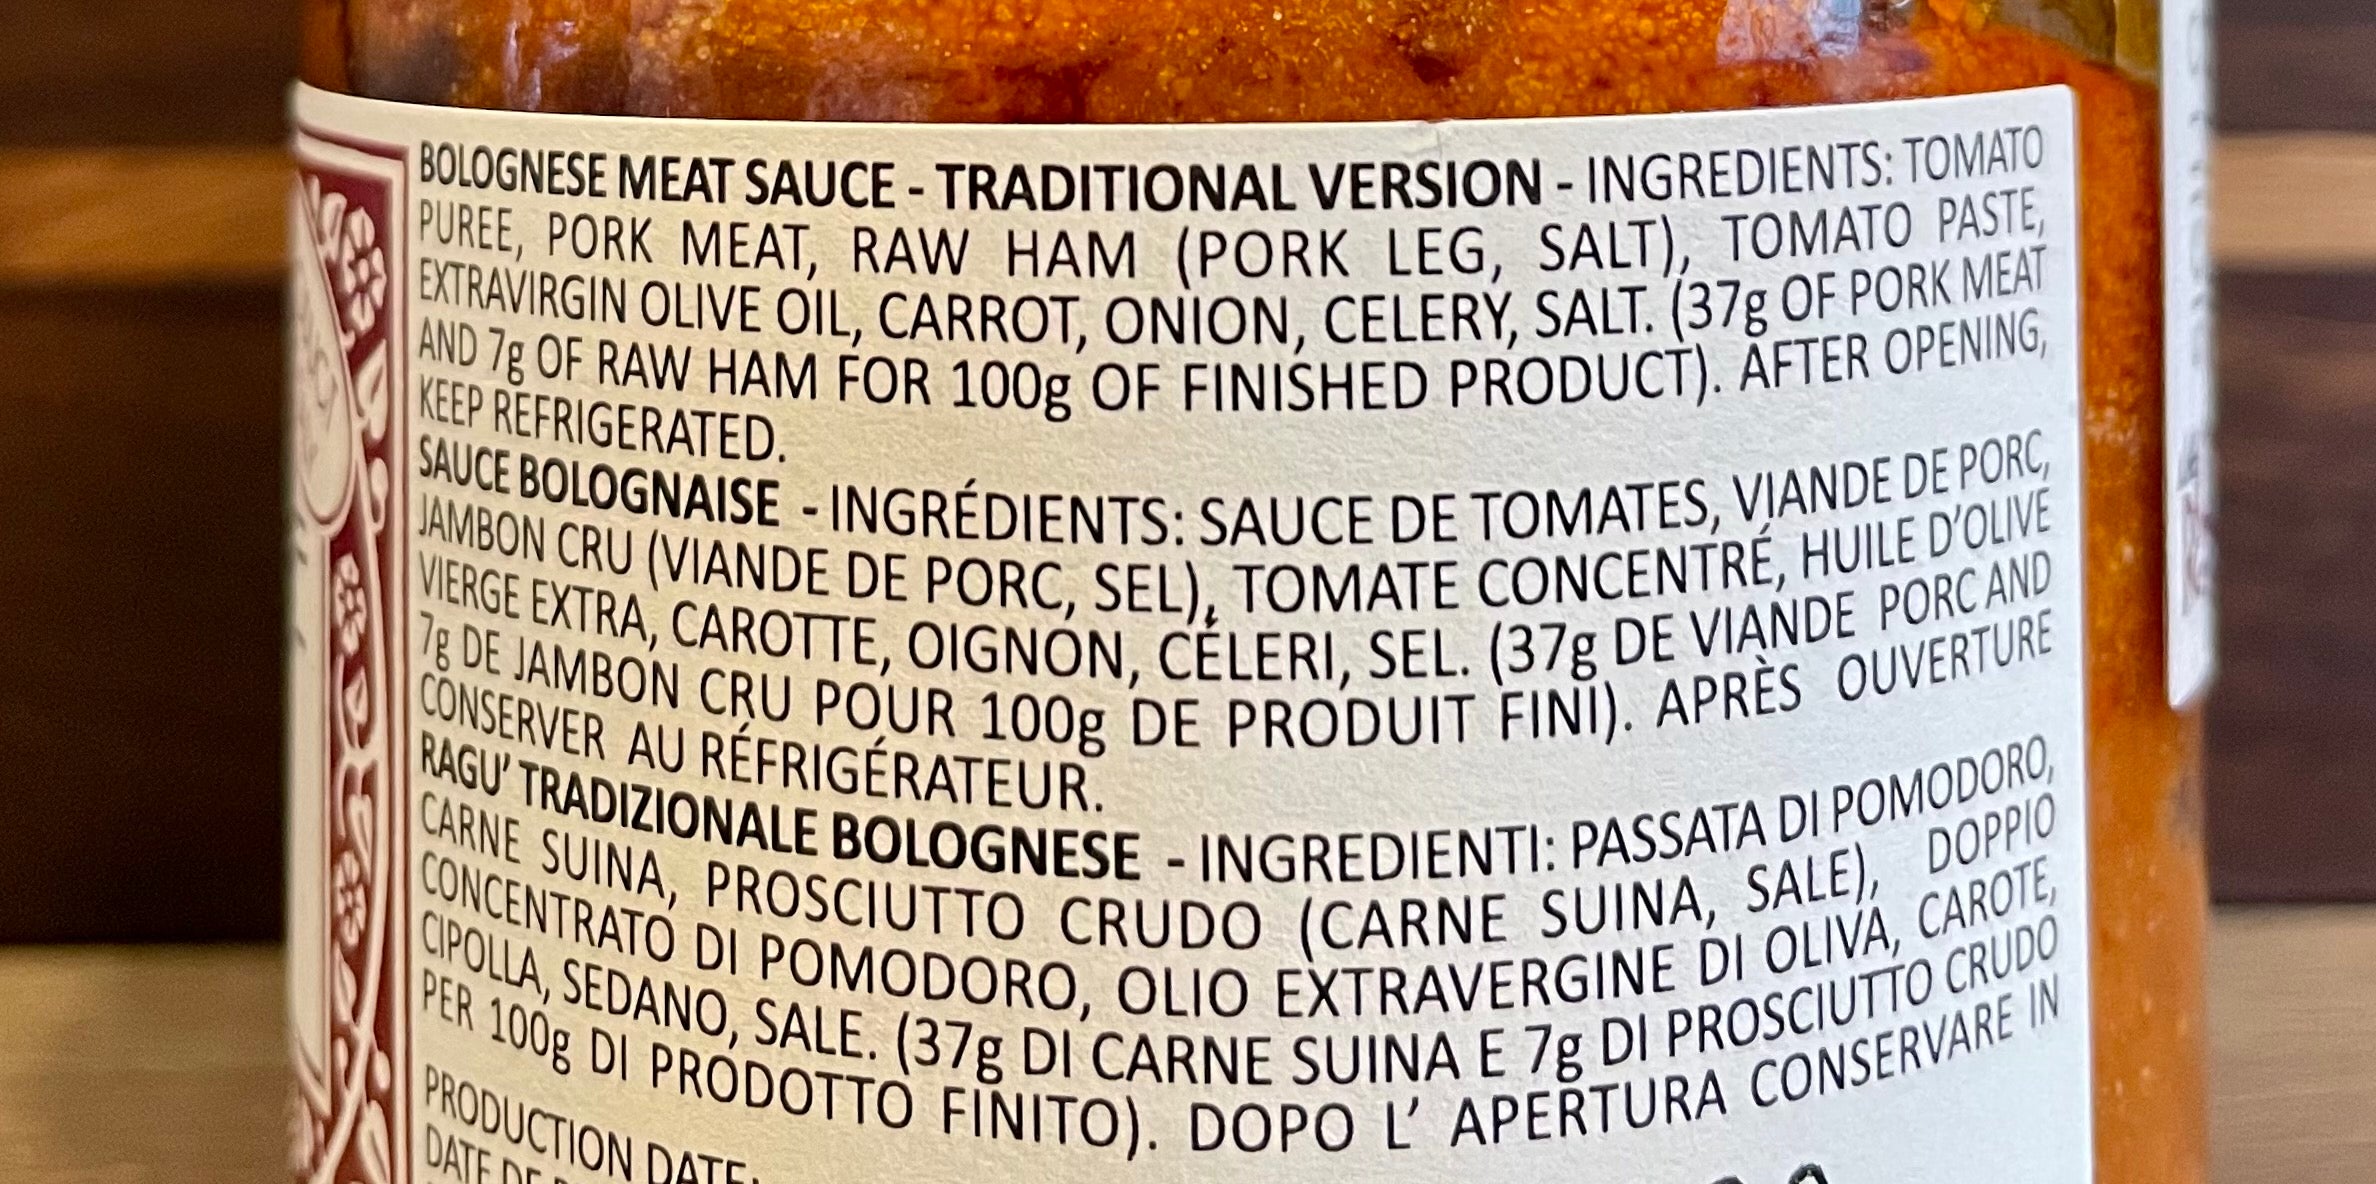 BOLOGNESE MEAT SAUCE - TRADITIONAL VERSION - INGREDIENTS: TOMATO
PUREE, PORK MEAT, RAW HAM (PORK LEG, SALT), TOMATO PASTE,
EXTRAVIRGIN OLIVE OIL, CARROT, ONION, CELERY, SALT. (37g OF PORK MEAT
AND 7g OF RAW HAM FOR 100g OF FINISHED PRODUCT). AFTER OPENING,
KEEP REFRIGERATED.
SAUCE BOLOGNAISE - INGRÉDIENTS: SAUCE DE TOMATES, VIANDE DE PORC,
JAMBON CRU (VIANDE DE PORC, SEL), TOMATE CONCENTRÉ, HUILE D'OLIVE
VIERGE EXTRA, CAROTTE, OIGNON, CÉLERI, SEL. (37g DE VIANDE PORC AND
7g DE JAMBON CRU POUR 100g DE PRODUIT FINI). APRÈS OUVERTURE
CONSERVER AU RÉFRIGÉRATEUR.
RAGU' TRADIZIONALE BOLOGNESE - INGREDIENTI: PASSATA DI POMODORO,
CARNE SUINA, PROSCIUTTO CRUDO (CARNE SUINA, SALE), DOPPIO
CONCENTRATO DI POMODORO, OLIO EXTRAVERGINE DI OLIVA, CAROTE,
CIPOLLA, SEDANO, SALE. (37g DI CARNE SUINA E 7g DI PROSCIUTTO CRUDO
PER 100g DI PRODOTTO FINITO). DOPO L' APERTURA CONSERVARE IN
PRODUCTION DATE:
DATE DE